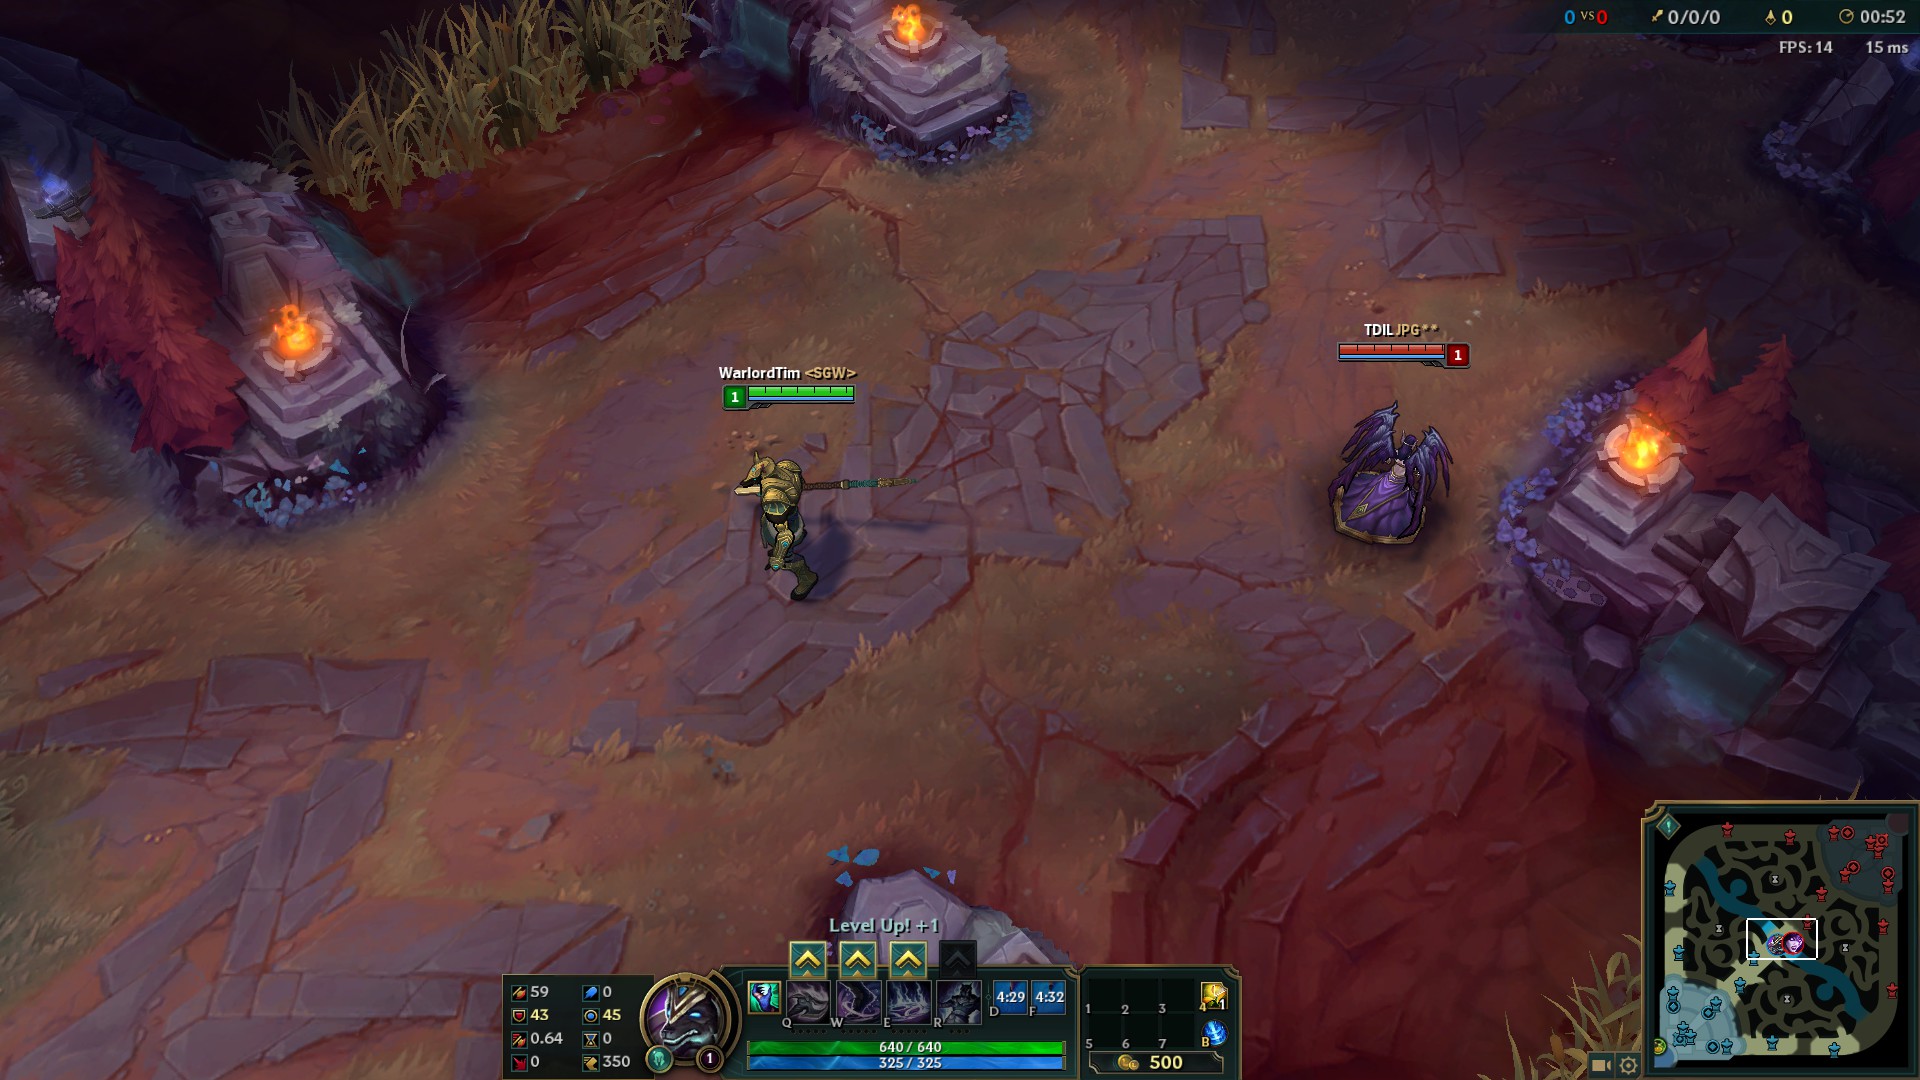 0 VS 0 0/0/0 0 00:52
FPS: 14 15 ms
TDIL JPG**
1
WarlordTim <SGW>
1
Level Up! +1
59 0
43 45
0.64 0
0 350
1
Q W E R
4:29 4:32
D F
640 / 640
325 / 325
1 2 3 4 1
5 6 7 B
500